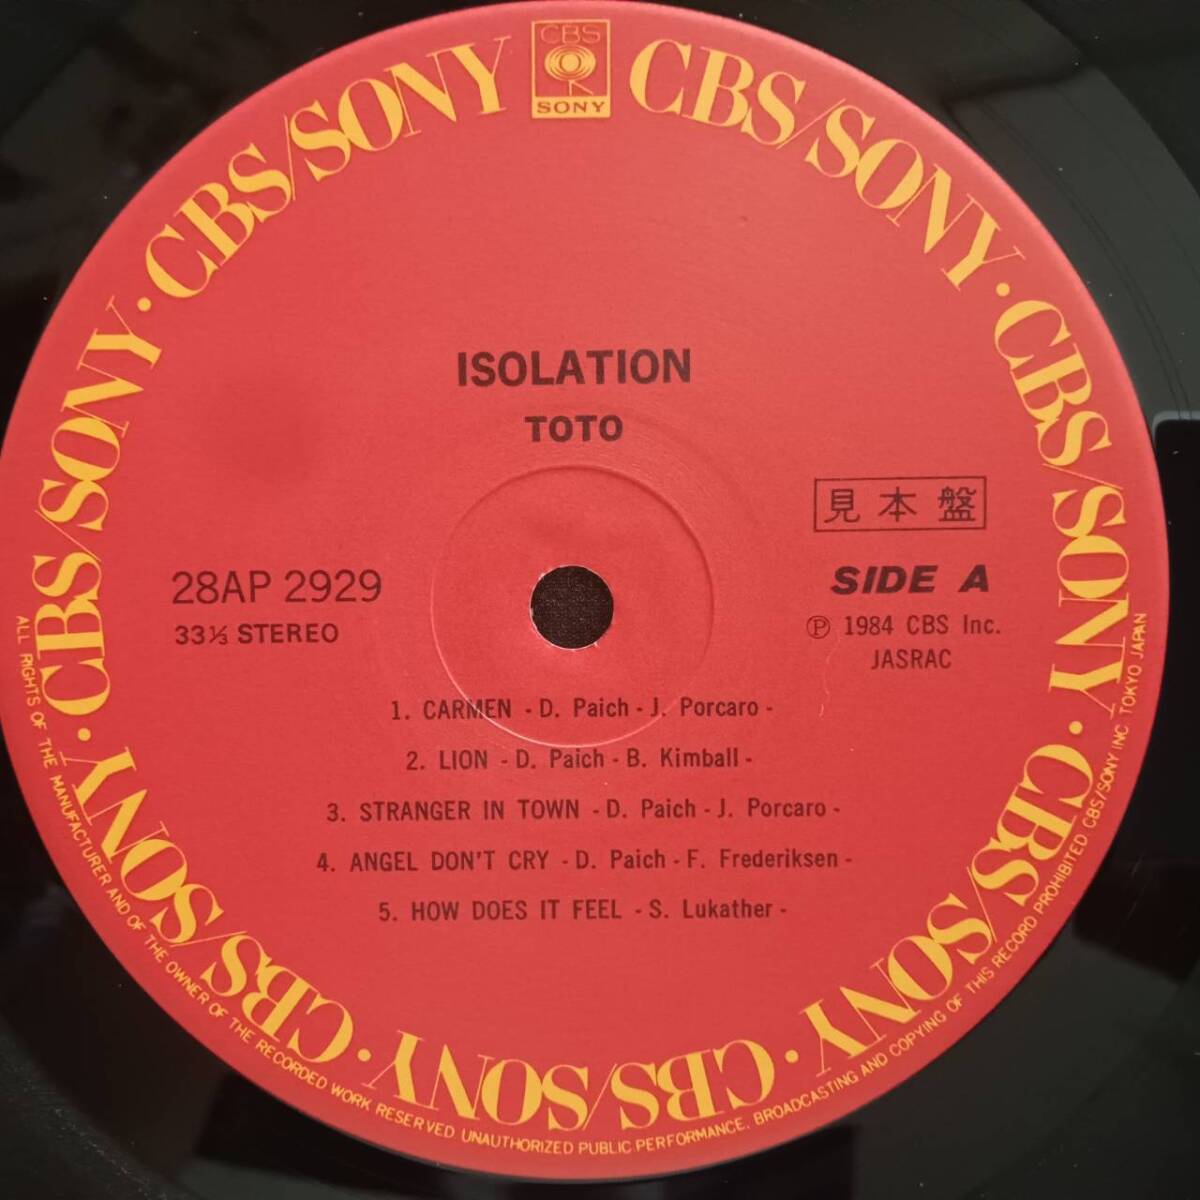 CBS
SONY
CBS/SONY · CBS/SONY · CBS/SONY · CBS/SONY · CBS/SONY · CBS/SONY · CBS/SONY
ISOLATION
TOTO
見本盤
28AP 2929
SIDE A
33⅓ STEREO
Ⓟ 1984 CBS Inc.
JASRAC
1. CARMEN - D. Paich - J. Porcaro -
2. LION - D. Paich - B. Kimball -
3. STRANGER IN TOWN - D. Paich - J. Porcaro -
4. ANGEL DON'T CRY - D. Paich - F. Frederiksen -
5. HOW DOES IT FEEL - S. Lukather -
ALL RIGHTS OF THE MANUFACTURER AND OF THE OWNER OF THE RECORDED WORK RESERVED UNAUTHORIZED PUBLIC PERFORMANCE, BROADCASTING AND COPYING OF THIS RECORD PROHIBITED CBS/SONY INC TOKYO JAPAN